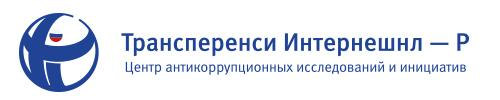 Трансперенси Интернешнл — Р
Центр антикоррупционных исследований и инициатив